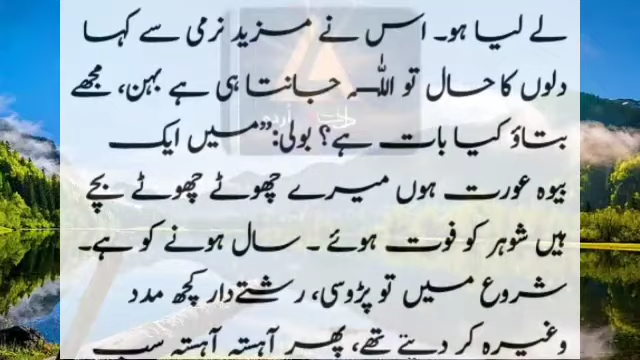 لے لیا ہو۔ اس نے مزید نرمی سے کہا
دلوں کا حال تو اللہ جانتا ہی ہے بہن، مجھے
بتاؤ کیا بات ہے؟ بولی:”میں ایک
بیوہ عورت ہوں میرے چھوٹے چھوٹے بچے
ہیں شوہر کو فوت ہوئے ۔ سال ہونے کو ہے۔
شروع میں تو پڑوسی، رشتےدار کچھ مدد
وغیرہ کر دیتے تھے، پھر آہستہ آہستہ سب